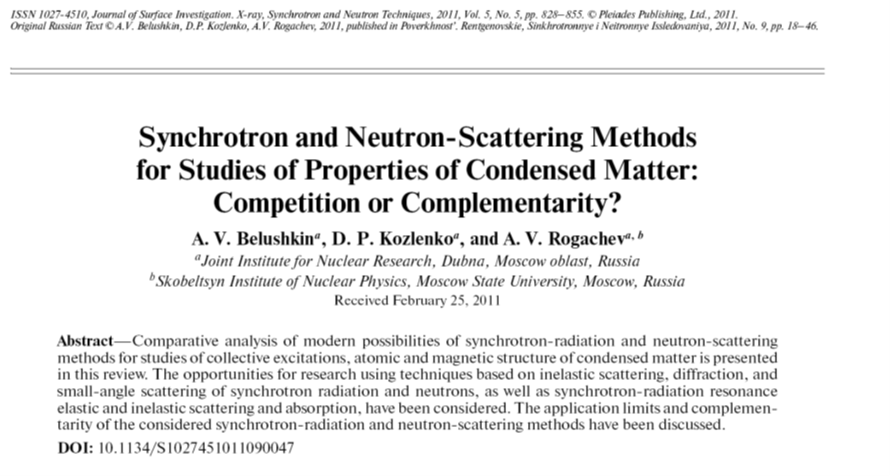 ISSN 1027-4510, Journal of Surface Investigation. X-ray, Synchrotron and Neutron Techniques, 2011, Vol. 5, No. 5, pp. 828–855. © Pleiades Publishing, Ltd., 2011.
Original Russian Text © A.V. Belushkin, D.P. Kozlenko, A.V. Rogachev, 2011, published in Poverkhnost'. Rentgenovskie, Sinkhrotronnye i Neitronnye Issledovaniya, 2011, No. 9, pp. 18–46.
Synchrotron and Neutron-Scattering Methods
for Studies of Properties of Condensed Matter:
Competition or Complementarity?
A. V. Belushkinᵃ, D. P. Kozlenkoᵃ, and A. V. Rogachevᵃ, ᵇ
ᵃJoint Institute for Nuclear Research, Dubna, Moscow oblast, Russia
ᵇSkobeltsyn Institute of Nuclear Physics, Moscow State University, Moscow, Russia
Received February 25, 2011
Abstract—Comparative analysis of modern possibilities of synchrotron-radiation and neutron-scattering
methods for studies of collective excitations, atomic and magnetic structure of condensed matter is presented
in this review. The opportunities for research using techniques based on inelastic scattering, diffraction, and
small-angle scattering of synchrotron radiation and neutrons, as well as synchrotron-radiation resonance
elastic and inelastic scattering and absorption, have been considered. The application limits and complemen-
tarity of the considered synchrotron-radiation and neutron-scattering methods have been discussed.
DOI: 10.1134/S1027451011090047